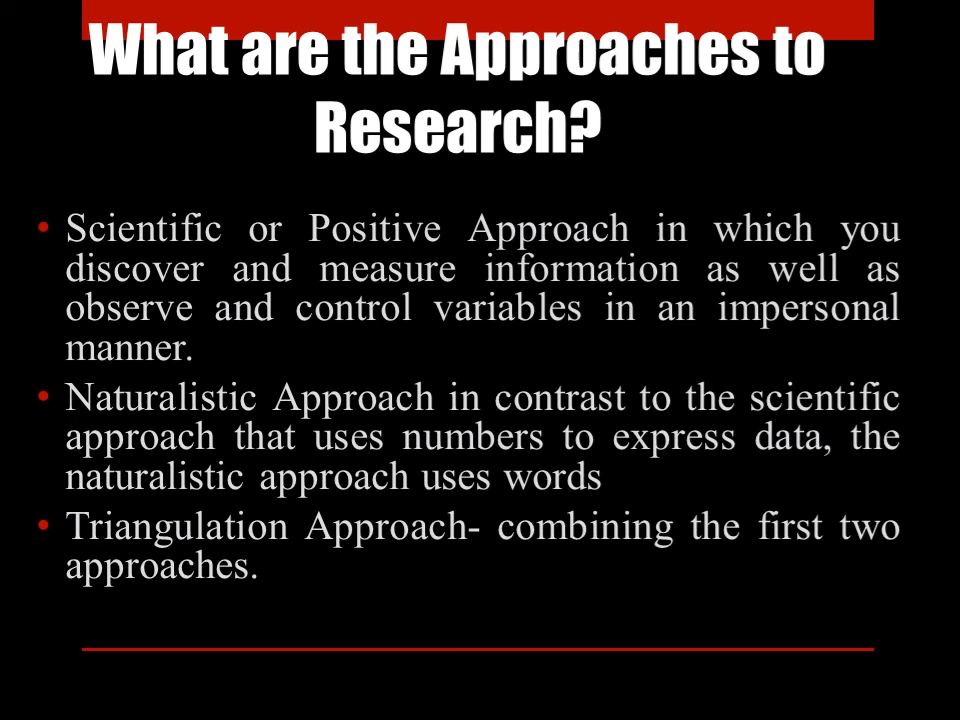 What are the Approaches to
Research?
• Scientific or Positive Approach in which you
discover and measure information as well as
observe and control variables in an impersonal
manner.
• Naturalistic Approach in contrast to the scientific
approach that uses numbers to express data, the
naturalistic approach uses words
• Triangulation Approach- combining the first two
approaches.